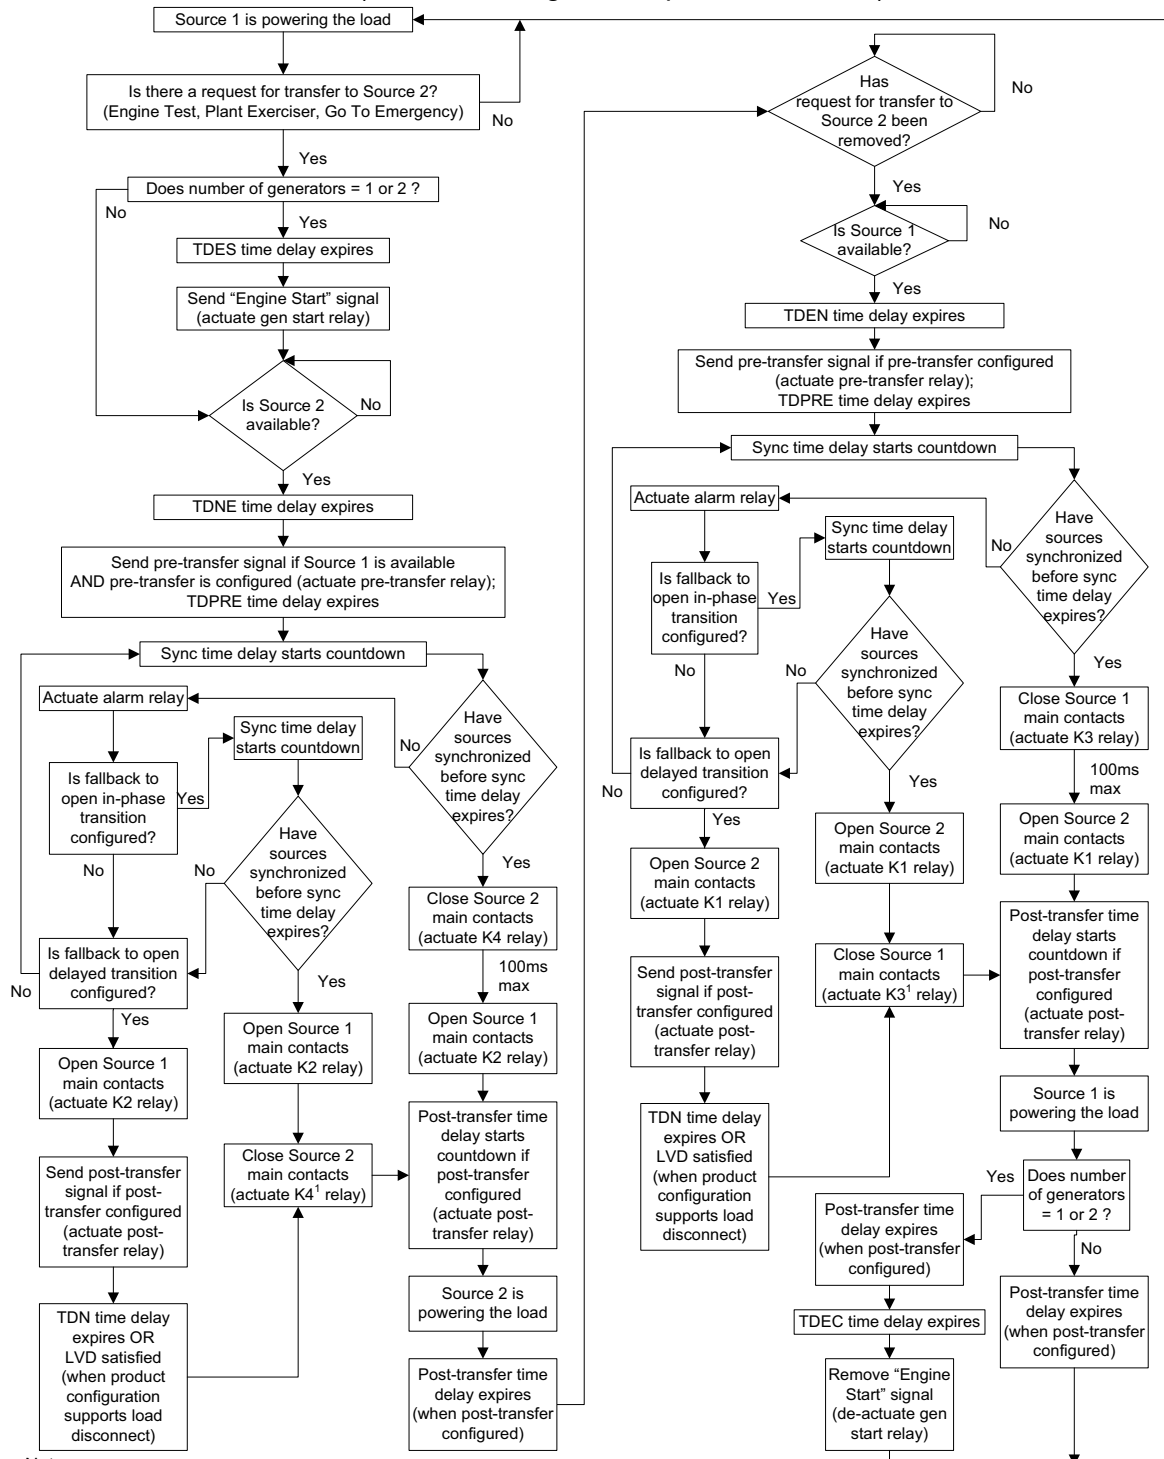 Source 1 is powering the load
Is there a request for transfer to Source 2?
(Engine Test, Plant Exerciser, Go To Emergency)
No
Yes
Does number of generators = 1 or 2 ?
No
Yes
TDES time delay expires
Send “Engine Start” signal
(actuate gen start relay)
Is Source 2
available?
No
Yes
TDNE time delay expires
Send pre-transfer signal if Source 1 is available
AND pre-transfer is configured (actuate pre-transfer relay);
TDPRE time delay expires
Sync time delay starts countdown
Actuate alarm relay
Sync time delay
starts countdown
No
Have
sources
synchronized
before sync
time delay
expires?
Is fallback to
open in-phase
transition
configured?
Yes
No
Have
sources
synchronized
before sync
time delay
expires?
No
Yes
Close Source 2
main contacts
(actuate K4 relay)
Is fallback to open
delayed transition
configured?
No
Yes
Yes
100ms
max
Open Source 1
main contacts
(actuate K2 relay)
Open Source 1
main contacts
(actuate K2 relay)
Open Source 1
main contacts
(actuate K2 relay)
Send post-transfer
signal if post-
transfer configured
(actuate post-
transfer relay)
Close Source 2
main contacts
(actuate K4¹ relay)
Post-transfer time
delay starts
countdown if
post-transfer
configured
(actuate post-
transfer relay)
TDN time delay
expires OR
LVD satisfied
(when product
configuration
supports load
disconnect)
Source 2 is
powering the load
Post-transfer time
delay expires
(when post-transfer
configured)
Has
request for transfer to
Source 2 been
removed?
No
Yes
Is Source 1
available?
No
Yes
TDEN time delay expires
Send pre-transfer signal if pre-transfer configured
(actuate pre-transfer relay);
TDPRE time delay expires
Sync time delay starts countdown
Actuate alarm relay
Sync time delay
starts countdown
No
Have
sources
synchronized
before sync
time delay
expires?
Is fallback to
open in-phase
transition
configured?
Yes
No
Have
sources
synchronized
before sync
time delay
expires?
No
Yes
Close Source 1
main contacts
(actuate K3 relay)
Is fallback to open
delayed transition
configured?
No
Yes
Yes
100ms
max
Open Source 2
main contacts
(actuate K1 relay)
Open Source 2
main contacts
(actuate K1 relay)
Open Source 2
main contacts
(actuate K1 relay)
Send post-transfer
signal if post-
transfer configured
(actuate post-
transfer relay)
Close Source 1
main contacts
(actuate K3¹ relay)
Post-transfer time
delay starts
countdown if
post-transfer
configured
(actuate post-
transfer relay)
TDN time delay
expires OR
LVD satisfied
(when product
configuration
supports load
disconnect)
Source 1 is
powering the load
Does number
of generators
= 1 or 2 ?
Yes
No
Post-transfer time
delay expires
(when post-transfer
configured)
TDEC time delay expires
Remove “Engine
Start” signal
(de-actuate gen
start relay)
Post-transfer time
delay expires
(when post-transfer
configured)